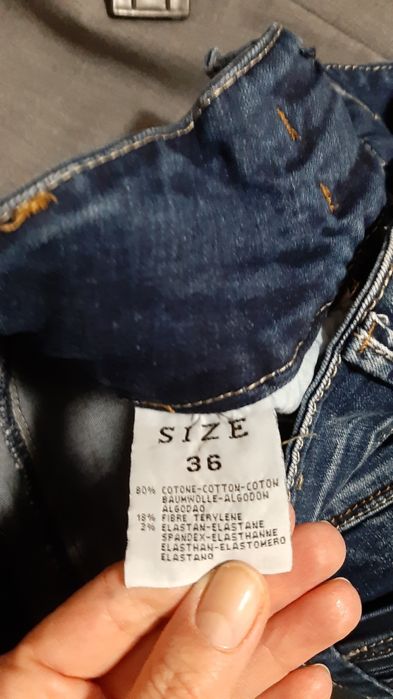 SIZE
36
80% COTONE-COTTON-COTON
BAUMWOLLE-ALGODON
ALGODAO
18% FIBRE TERYLENE
2% ELASTAN-ELASTANE
SPANDEX-ELASTHANNE
ELASTHAN-ELASTOMERO
ELASTANO